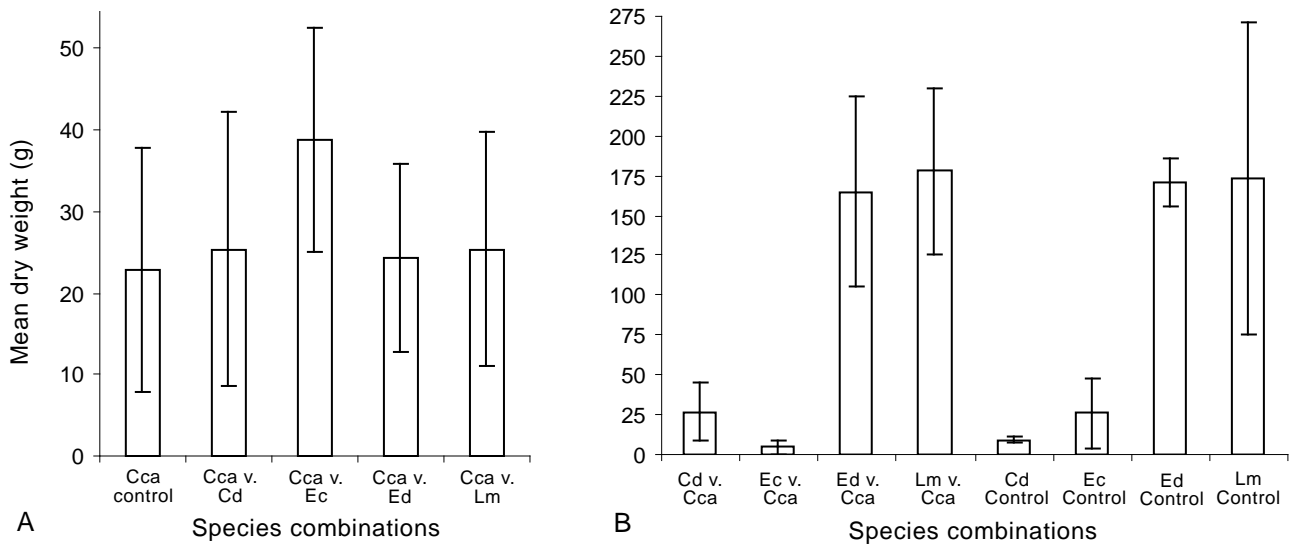 Mean dry weight (g)
50
40
30
20
10
0
Cca control
Cca v. Cd
Cca v. Ec
Cca v. Ed
Cca v. Lm
A
Species combinations
275
250
225
200
175
150
125
100
75
50
25
0
Cd v. Cca
Ec v. Cca
Ed v. Cca
Lm v. Cca
Cd Control
Ec Control
Ed Control
Lm Control
B
Species combinations